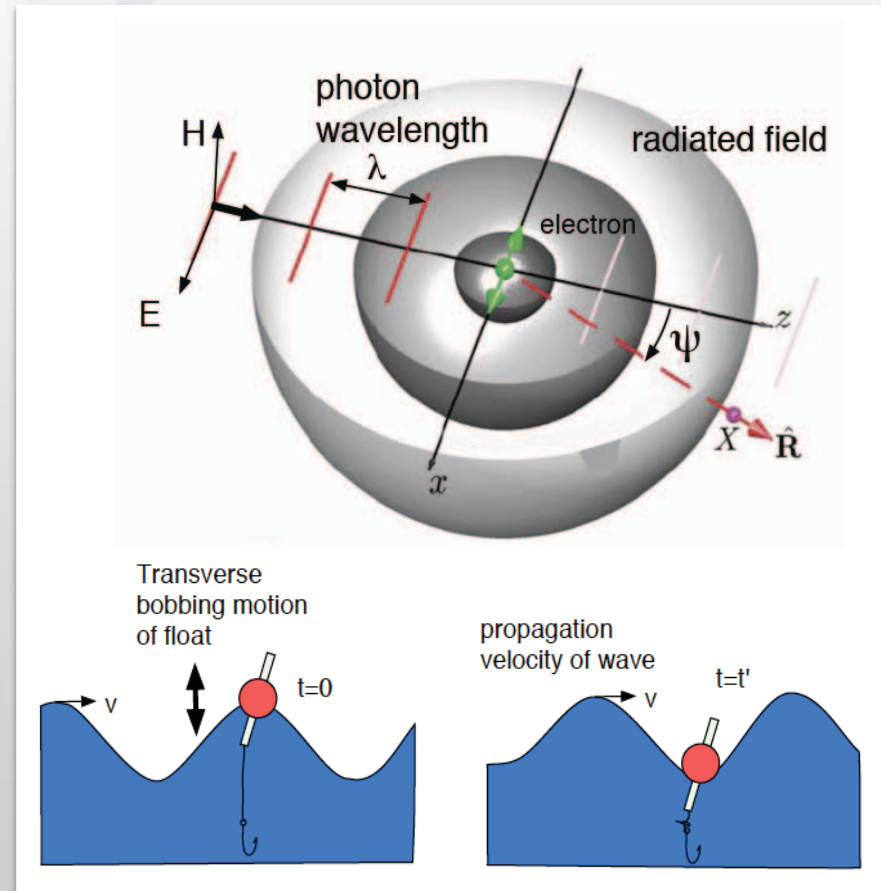 photon
wavelength
λ
H
E
radiated field
electron
z
ψ
X R̂
x
Transverse
bobbing motion
of float
v
t=0
propagation
velocity of wave
v
t=t'